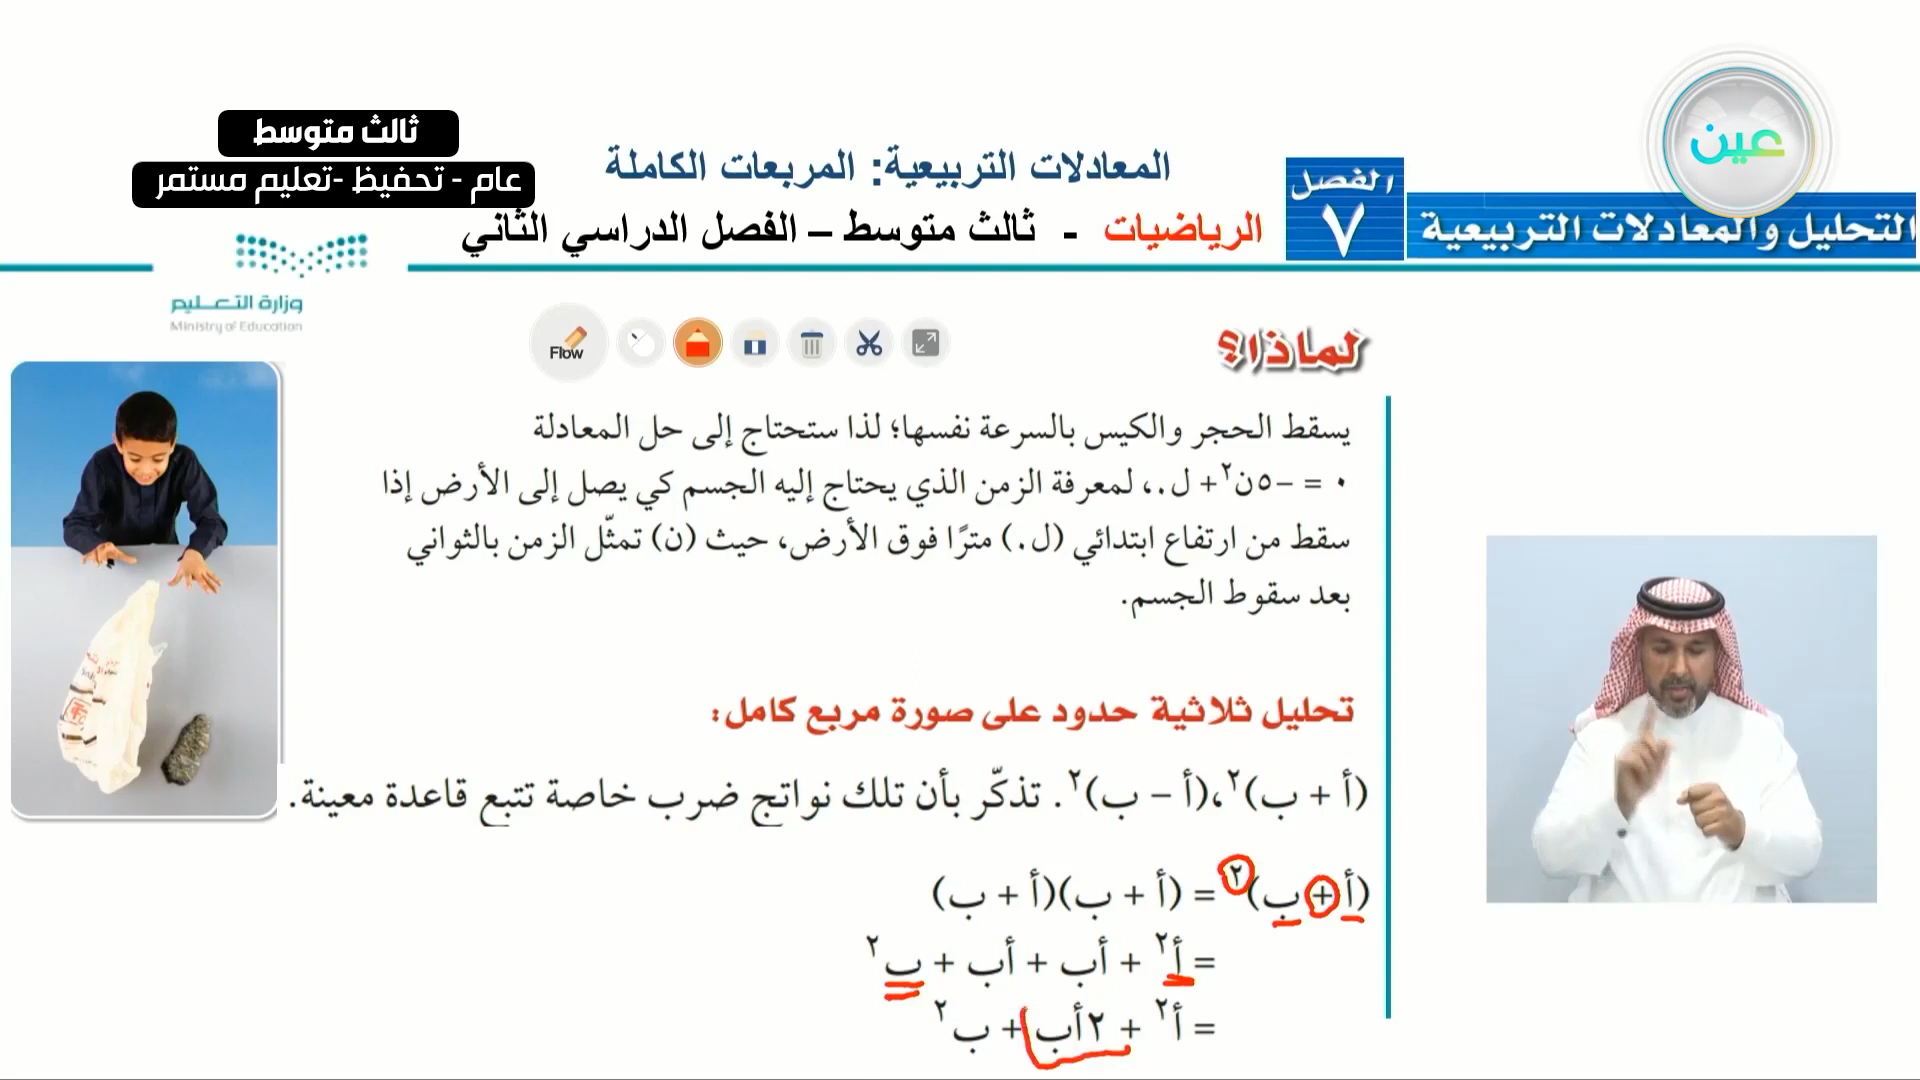 عين
ثالث متوسط
عام - تحفيظ -تعليم مستمر
المعادلات التربيعية: المربعات الكاملة
الرياضيات - ثالث متوسط – الفصل الدراسي الثاني
الفصل ٧
التحليل والمعادلات التربيعية
وزارة التعليم
Ministry of Education
Flow
لماذا؟
يسقط الحجر والكيس بالسرعة نفسها؛ لذا ستحتاج إلى حل المعادلة
٠ = -٥ن٢ + ل.، لمعرفة الزمن الذي يحتاج إليه الجسم كي يصل إلى الأرض إذا
سقط من ارتفاع ابتدائي (ل.) مترًا فوق الأرض، حيث (ن) تمثّل الزمن بالثواني
بعد سقوط الجسم.
تحليل ثلاثية حدود على صورة مربع كامل:
(أ + ب)٢،(أ - ب)٢. تذكّر بأن تلك نواتج ضرب خاصة تتبع قاعدة معينة.
(أ + ب)٢ = (أ + ب)(أ + ب)
= أ٢ + أب + أب + ب٢
= أ٢ + ٢أب + ب٢